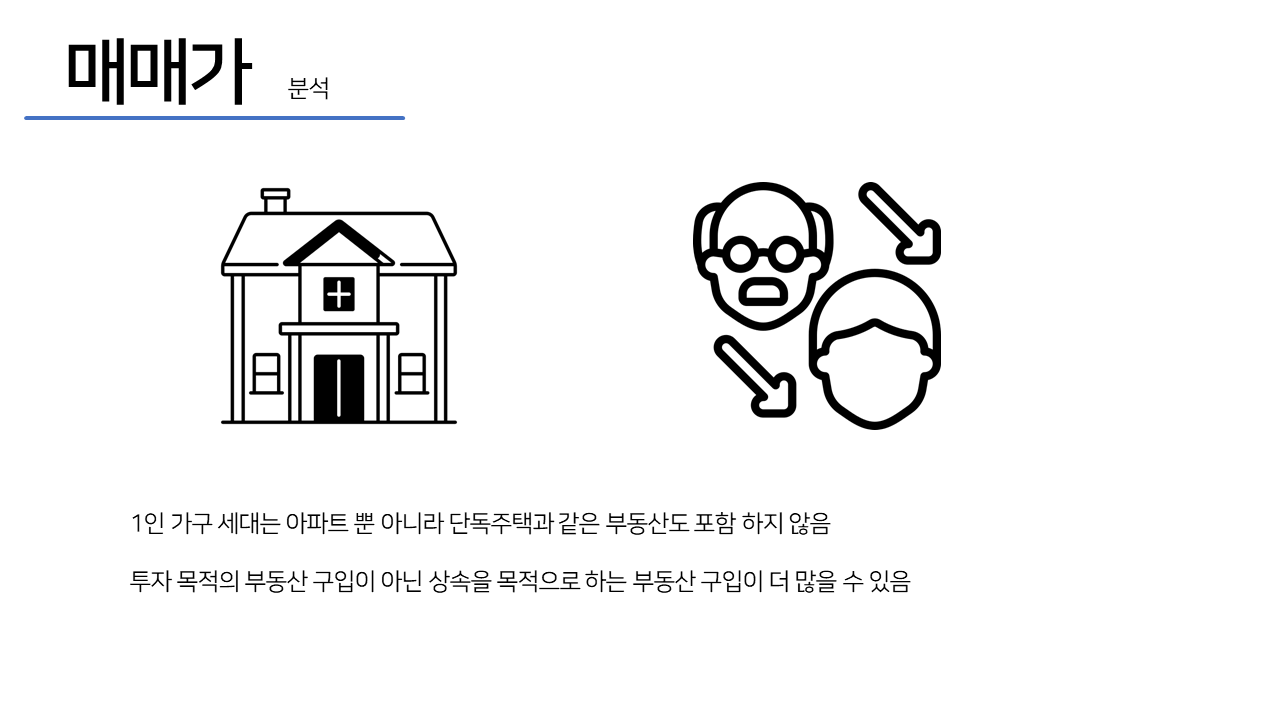 매매가 분석
1인 가구 세대는 아파트 뿐 아니라 단독주택과 같은 부동산도 포함 하지 않음
투자 목적의 부동산 구입이 아닌 상속을 목적으로 하는 부동산 구입이 더 많을 수 있음